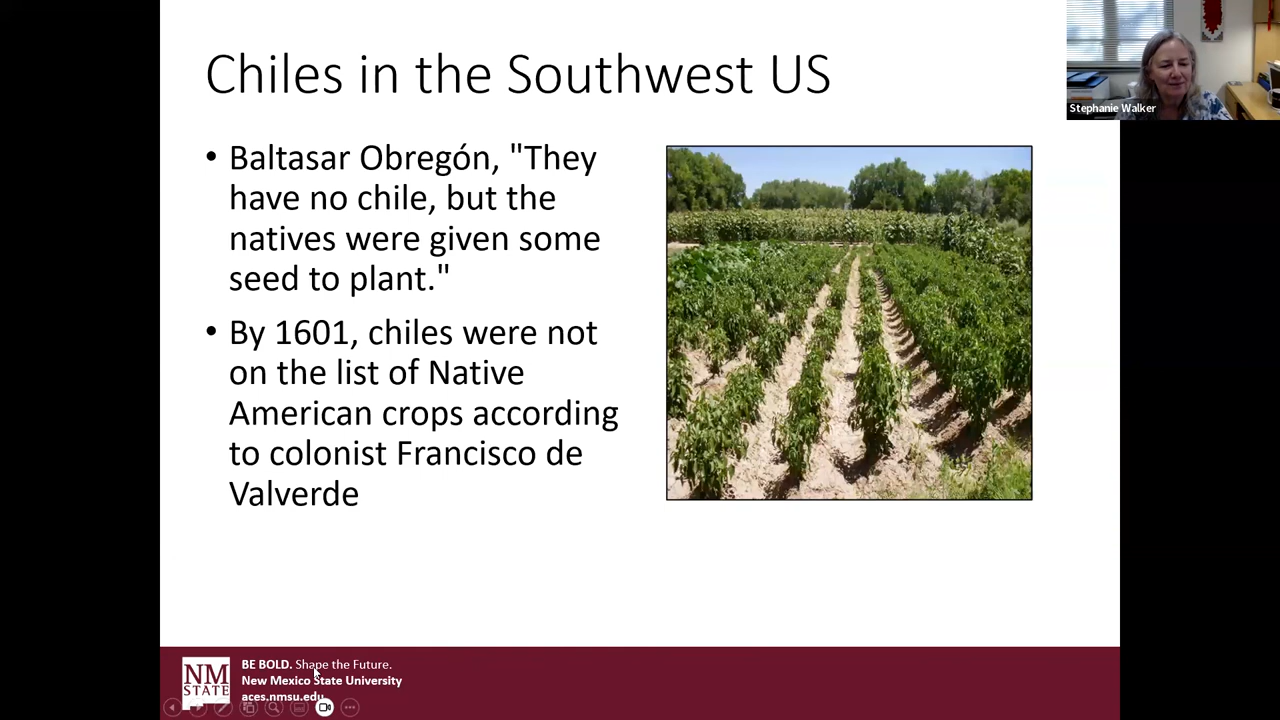 Chiles in the Southwest US
Stephanie Walker
• Baltasar Obregón, "They
have no chile, but the
natives were given some
seed to plant."
• By 1601, chiles were not
on the list of Native
American crops according
to colonist Francisco de
Valverde
NM
STATE
BE BOLD. Shape the Future.
New Mexico State University
aces.nmsu.edu